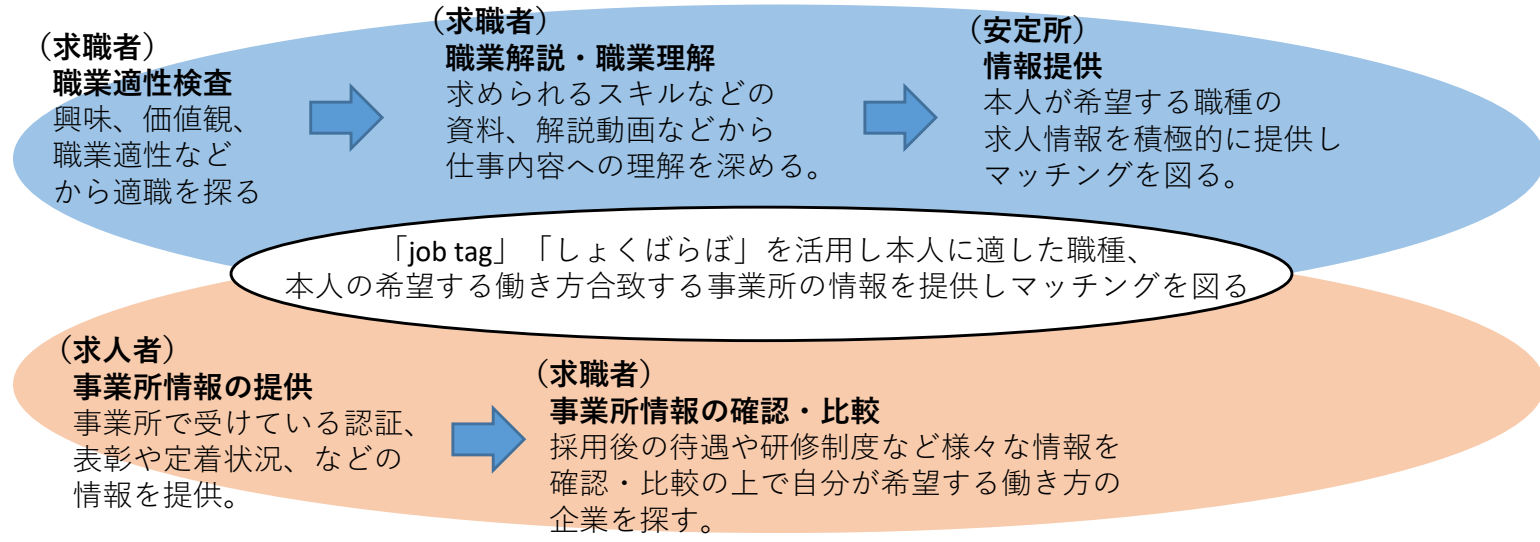 （求職者）
職業適性検査
興味、価値観、
職業適性など
から適職を探る
（求職者）
職業解説・職業理解
求められるスキルなどの
資料、解説動画などから
仕事内容への理解を深める。
（安定所）
情報提供
本人が希望する職種の
求人情報を積極的に提供し
マッチングを図る。
「job tag」「しょくばらぼ」を活用し本人に適した職種、
本人の希望する働き方合致する事業所の情報を提供しマッチングを図る
（求人者）
事業所情報の提供
事業所で受けている認証、
表彰や定着状況、などの
情報を提供。
（求職者）
事業所情報の確認・比較
採用後の待遇や研修制度など様々な情報を
確認・比較の上で自分が希望する働き方の
企業を探す。